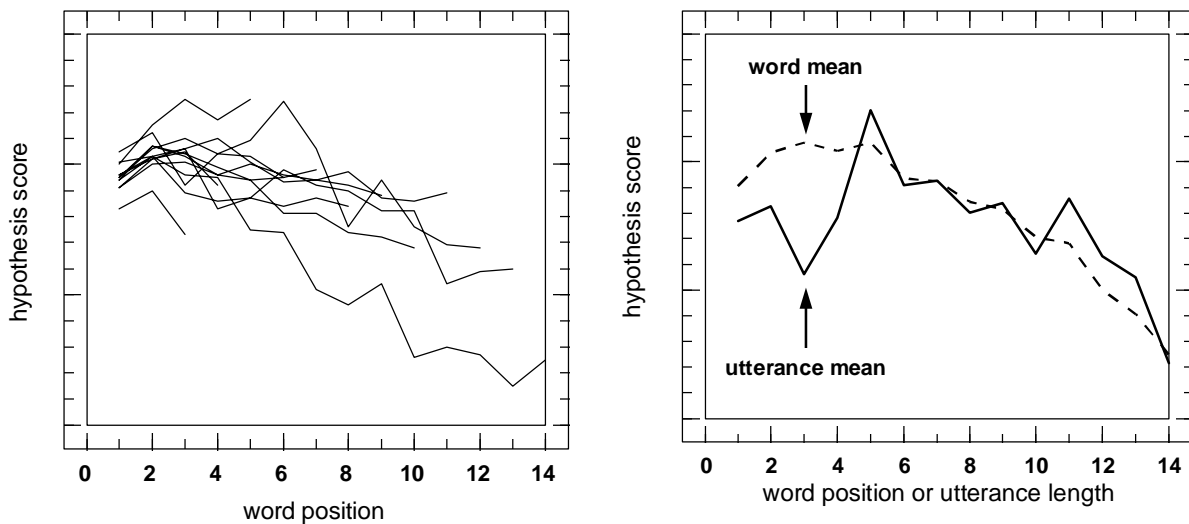 hypothesis score
0 2 4 6 8 10 12 14
word position
hypothesis score
word mean
utterance mean
0 2 4 6 8 10 12 14
word position or utterance length